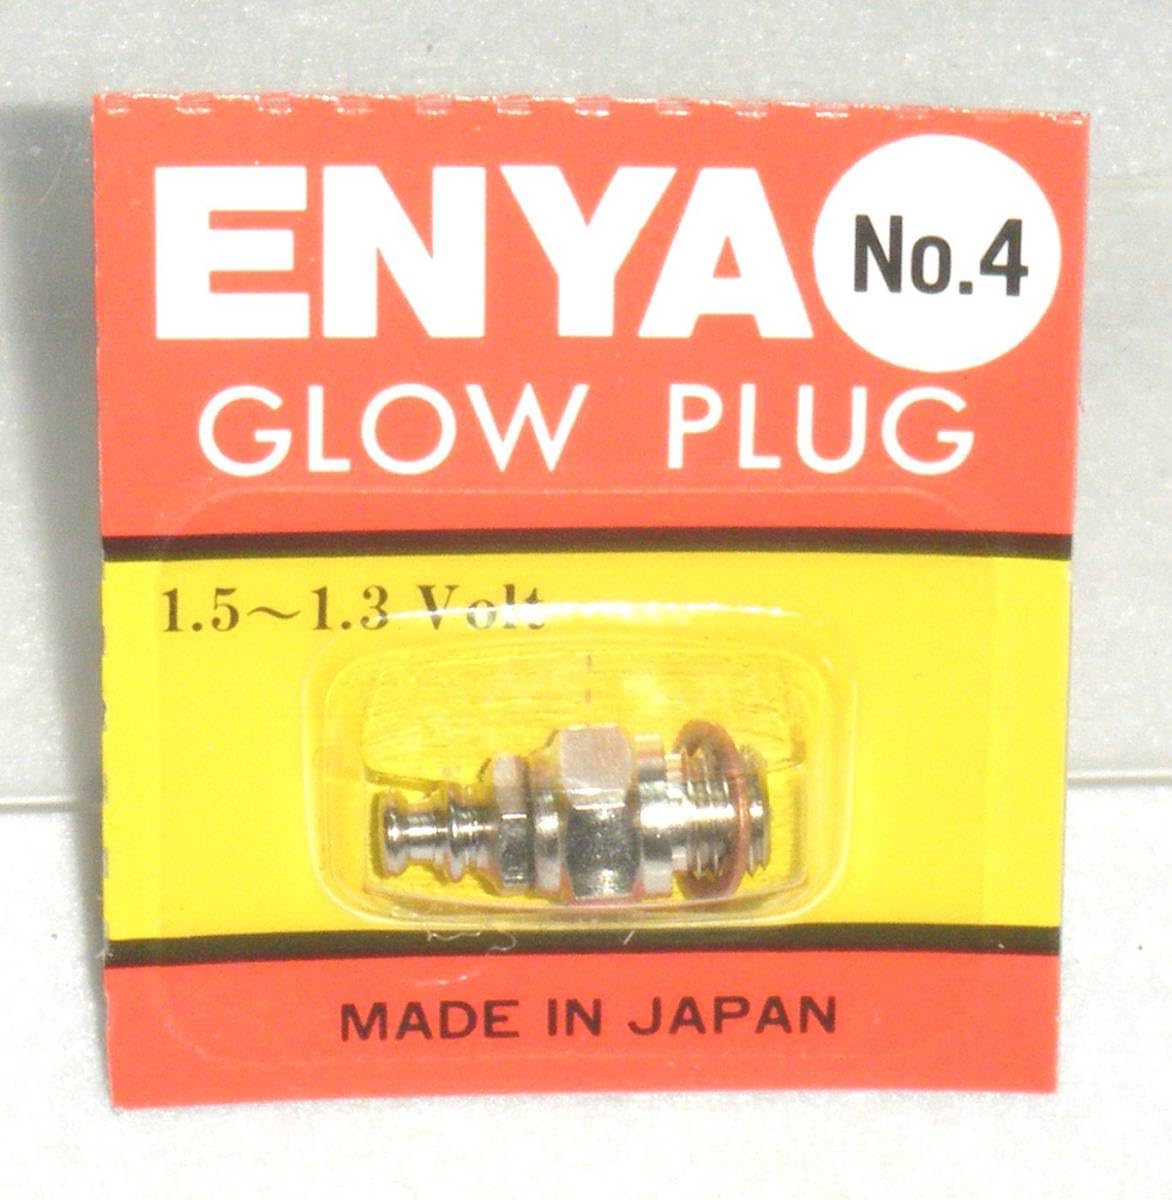 ENYA No.4
GLOW PLUG
1.5~1.3 Volt
MADE IN JAPAN